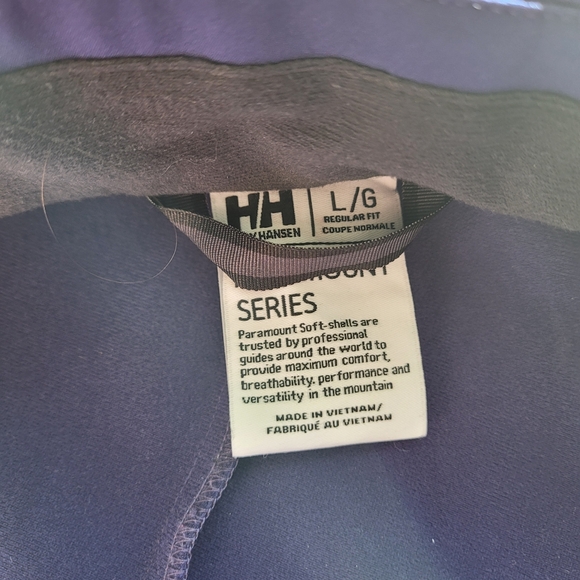 HH
L/G
REGULAR FIT
COUPE NORMALE
HANSEN
SERIES
Paramount Soft-shells are
trusted by professional
guides around the world to
provide maximum comfort,
breathability, performance and
versatility in the mountain
MADE IN VIETNAM/
FABRIQUÉ AU VIETNAM